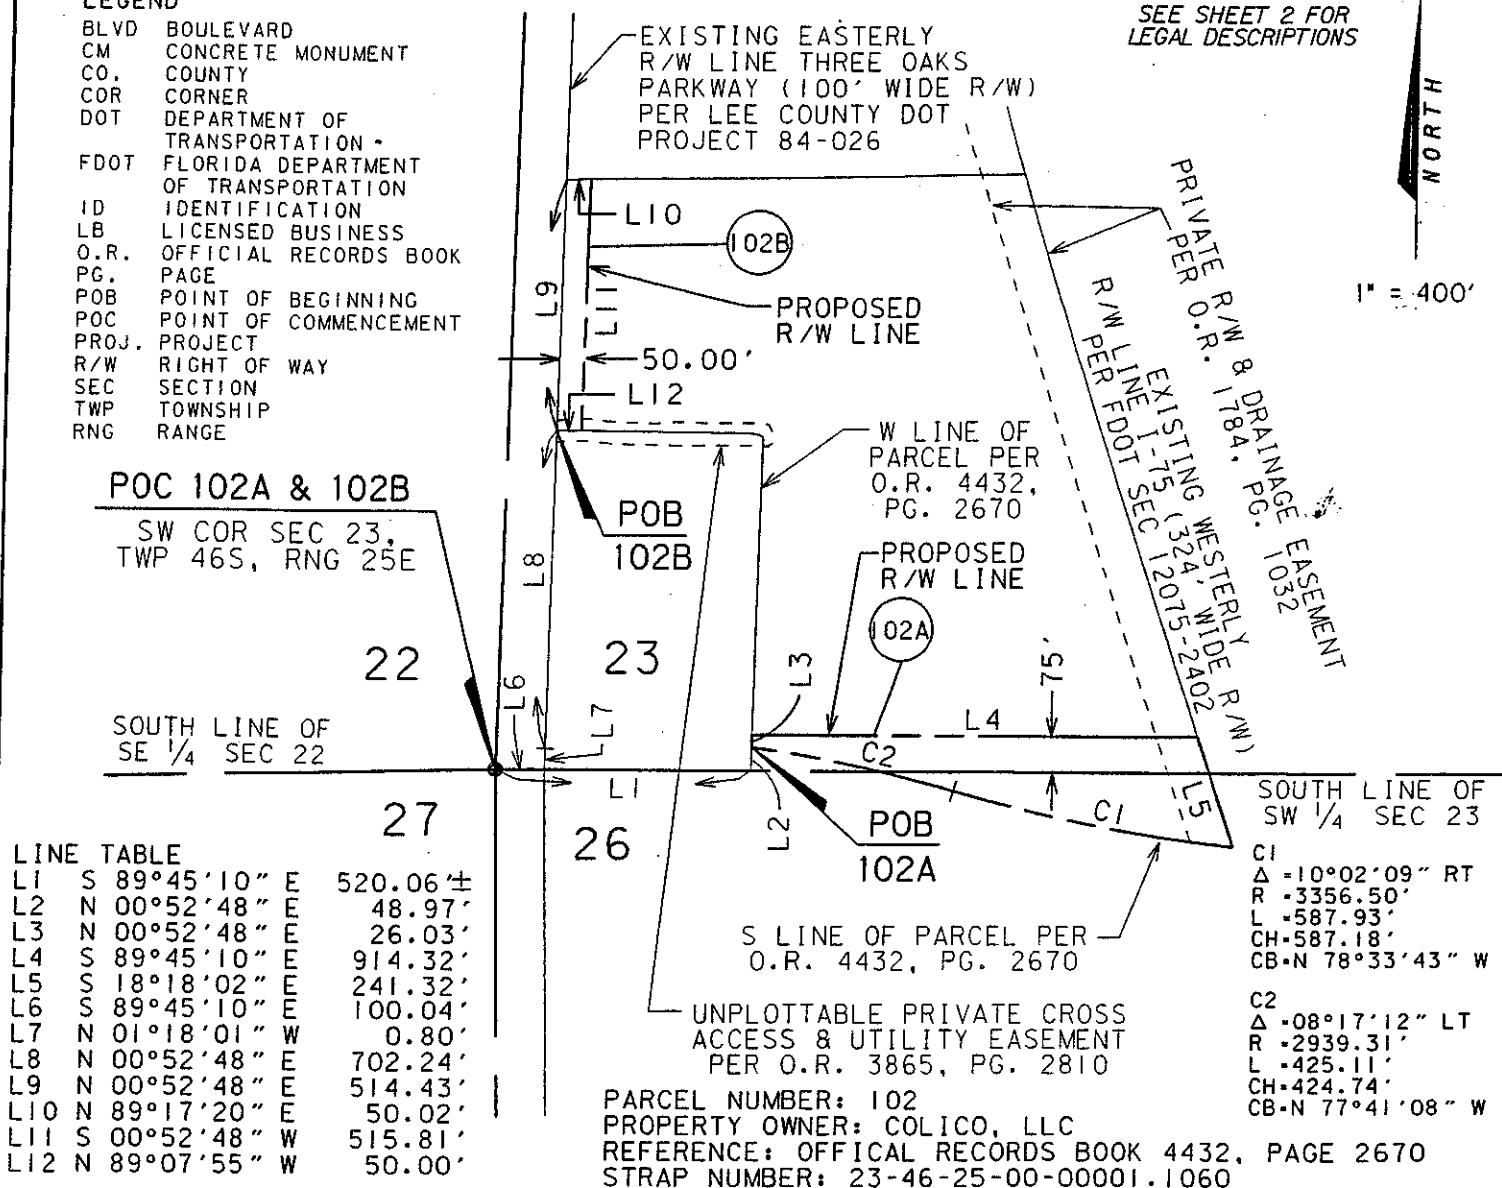 LEGEND
BLVD BOULEVARD
CM CONCRETE MONUMENT
CO. COUNTY
COR CORNER
DOT DEPARTMENT OF
TRANSPORTATION
FDOT FLORIDA DEPARTMENT
OF TRANSPORTATION
ID IDENTIFICATION
LB LICENSED BUSINESS
O.R. OFFICIAL RECORDS BOOK
PG. PAGE
POB POINT OF BEGINNING
POC POINT OF COMMENCEMENT
PROJ. PROJECT
R/W RIGHT OF WAY
SEC SECTION
TWP TOWNSHIP
RNG RANGE
EXISTING EASTERLY
R/W LINE THREE OAKS
PARKWAY (100' WIDE R/W)
PER LEE COUNTY DOT
PROJECT 84-026
SEE SHEET 2 FOR
LEGAL DESCRIPTIONS
NORTH
1" = 400'
L10
102B
L9
L11
PROPOSED
R/W LINE
50.00'
L12
PRIVATE R/W & DRAINAGE EASEMENT
PER O.R. 1784, PG. 1032
EXISTING WESTERLY
R/W LINE I-75 (324' WIDE R/W)
PER FDOT SEC 12075-2402
W LINE OF
PARCEL PER
O.R. 4432,
PG. 2670
POC 102A & 102B
SW COR SEC 23,
TWP 46S, RNG 25E
POB
102B
L8
PROPOSED
R/W LINE
102A
22
23
L6
L7
L3
75'
L4
C2
SOUTH LINE OF
SE 1/4 SEC 22
L1
L2
L5
C1
27
26
POB
102A
SOUTH LINE OF
SW 1/4 SEC 23
LINE TABLE
L1 S 89°45'10" E 520.06'±
L2 N 00°52'48" E 48.97'
L3 N 00°52'48" E 26.03'
L4 S 89°45'10" E 914.32'
L5 S 18°18'02" E 241.32'
L6 S 89°45'10" E 100.04'
L7 N 01°18'01" W 0.80'
L8 N 00°52'48" E 702.24'
L9 N 00°52'48" E 514.43'
L10 N 89°17'20" E 50.02'
L11 S 00°52'48" W 515.81'
L12 N 89°07'55" W 50.00'
S LINE OF PARCEL PER
O.R. 4432, PG. 2670
UNPLOTTABLE PRIVATE CROSS
ACCESS & UTILITY EASEMENT
PER O.R. 3865, PG. 2810
C1
Δ=10°02'09" RT
R=3356.50'
L=587.93'
CH=587.18'
CB=N 78°33'43" W
C2
Δ=08°17'12" LT
R=2939.31'
L=425.11'
CH=424.74'
CB=N 77°41'08" W
PARCEL NUMBER: 102
PROPERTY OWNER: COLICO, LLC
REFERENCE: OFFICAL RECORDS BOOK 4432, PAGE 2670
STRAP NUMBER: 23-46-25-00-00001.1060